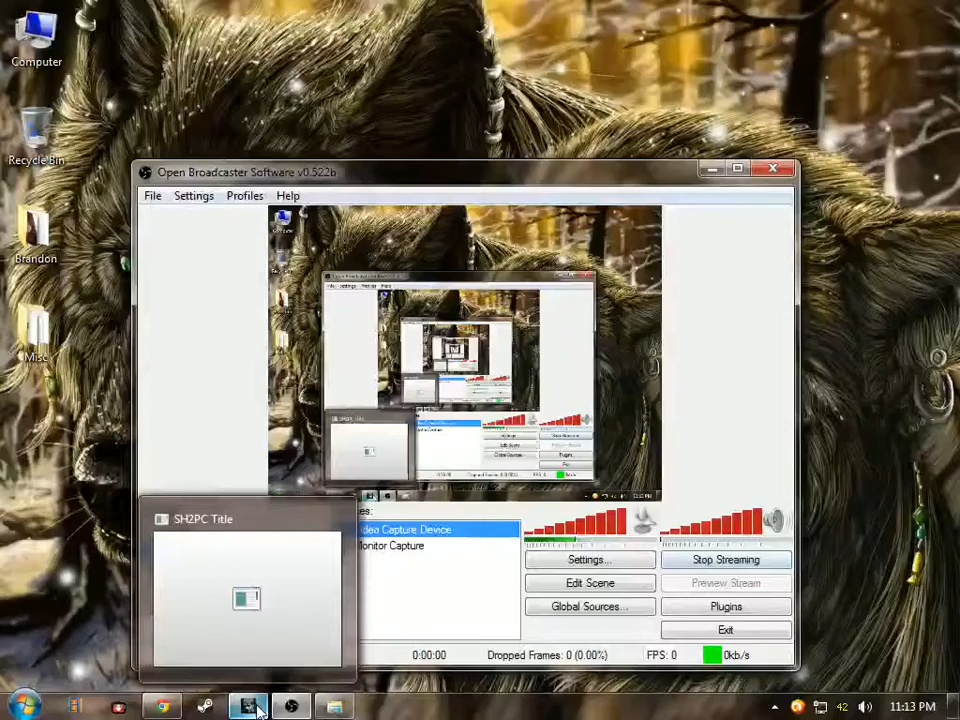 Computer
Recycle Bin
Brandon
Misc
Open Broadcaster Software v0.522b
File Settings Profiles Help
SH2PC Title
deo Capture Device
onitor Capture
Settings...
Stop Streaming
Edit Scene
Preview Stream
Global Sources...
Plugins
Exit
0:00:00
Dropped Frames: 0 (0.00%)
FPS: 0
0kb/s
42
11:13 PM